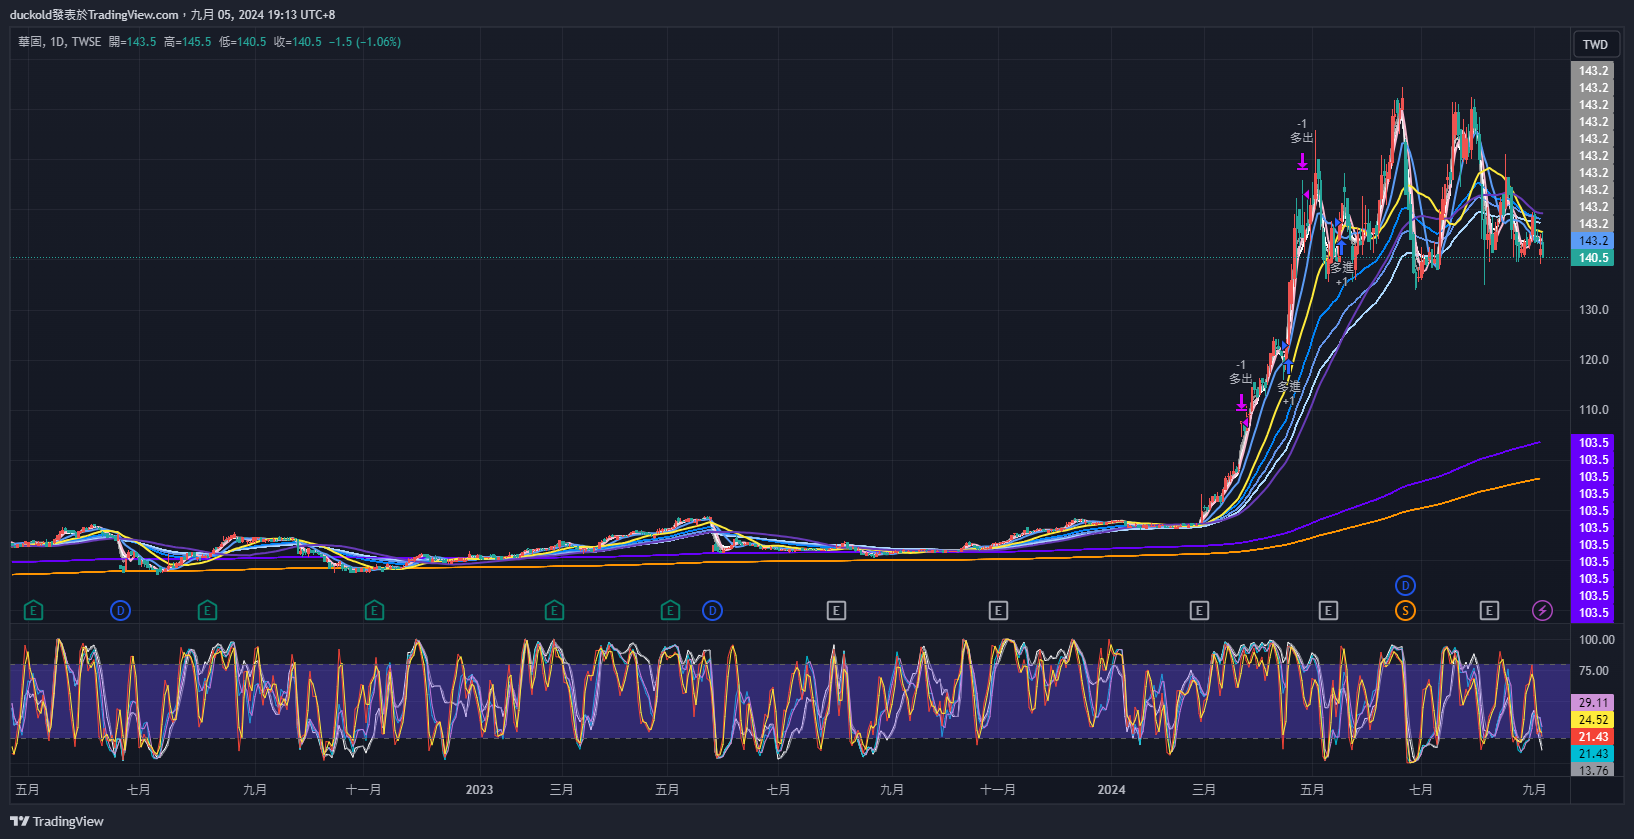 duckold發表於TradingView.com，九月 05, 2024 19:13 UTC+8
華固, 1D, TWSE 開=143.5 高=145.5 低=140.5 收=140.5 −1.5 (−1.06%)
TWD
143.2
143.2
143.2
143.2
143.2
143.2
143.2
143.2
143.2
143.2
143.2
140.5
130.0
120.0
110.0
103.5
103.5
103.5
103.5
103.5
103.5
103.5
103.5
103.5
103.5
103.5
-1
多出
多進
+1
-1
多出
多進
+1
E
D
E
E
E
E
D
E
E
E
E
D
S
E
100.00
75.00
29.11
24.52
21.43
21.43
13.76
五月 七月 九月 十一月 2023 三月 五月 七月 九月 十一月 2024 三月 五月 七月 九月
TradingView